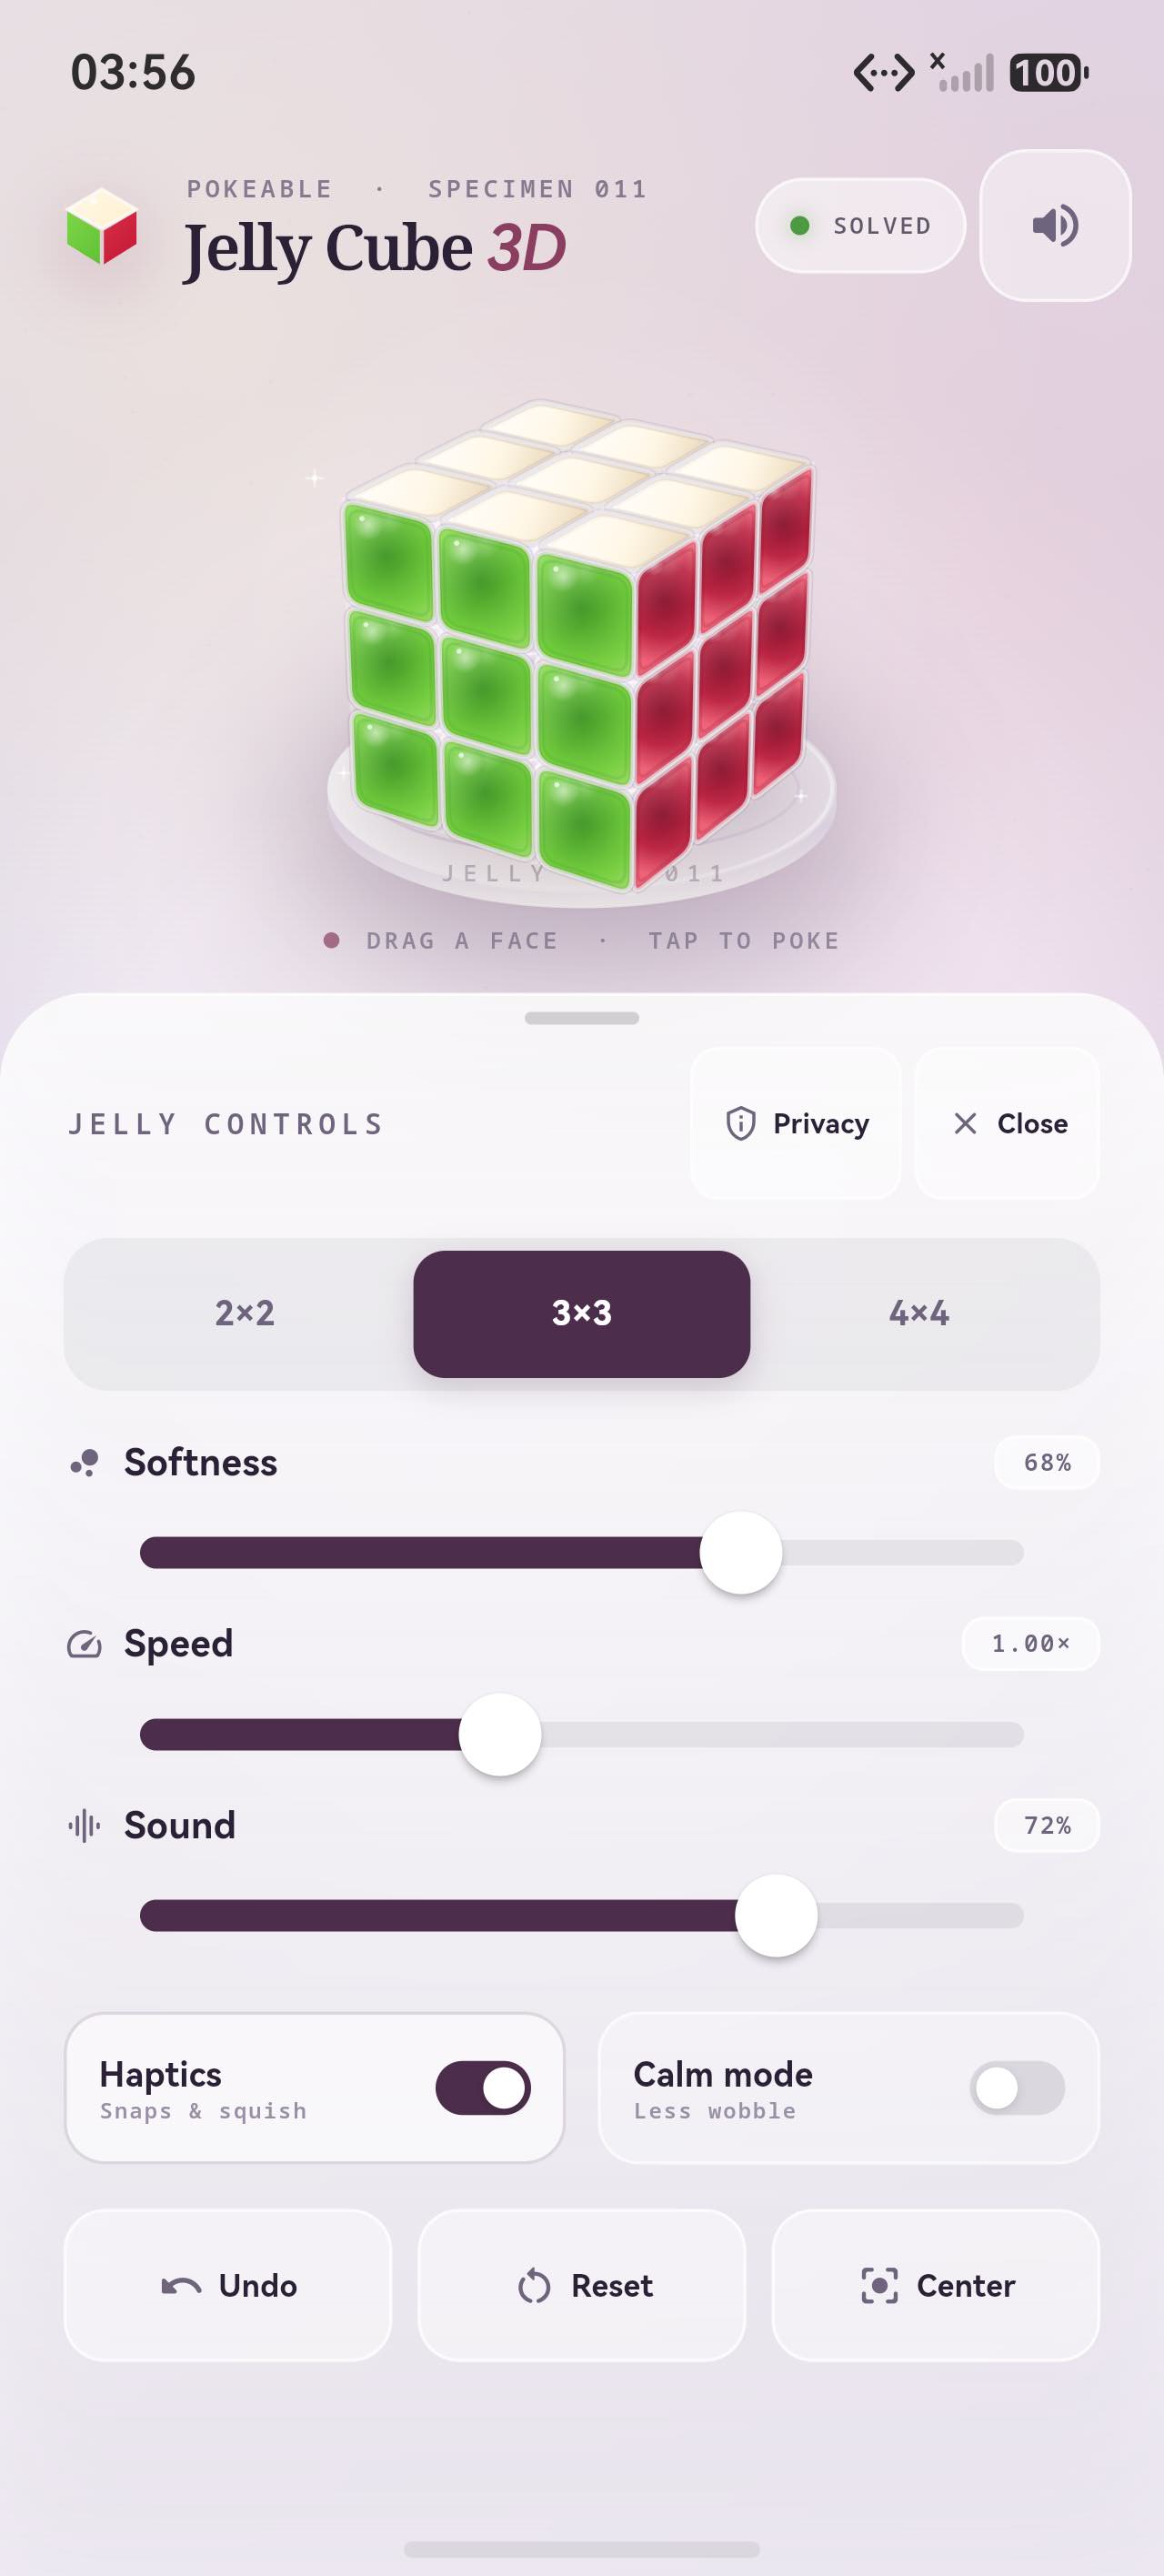 03:56
100
POKEABLE · SPECIMEN 011
Jelly Cube 3D
SOLVED
JELLY 011
DRAG A FACE · TAP TO POKE
JELLY CONTROLS
Privacy
Close
2×2
3×3
4×4
Softness
68%
Speed
1.00×
Sound
72%
Haptics
Snaps & squish
Calm mode
Less wobble
Undo
Reset
Center